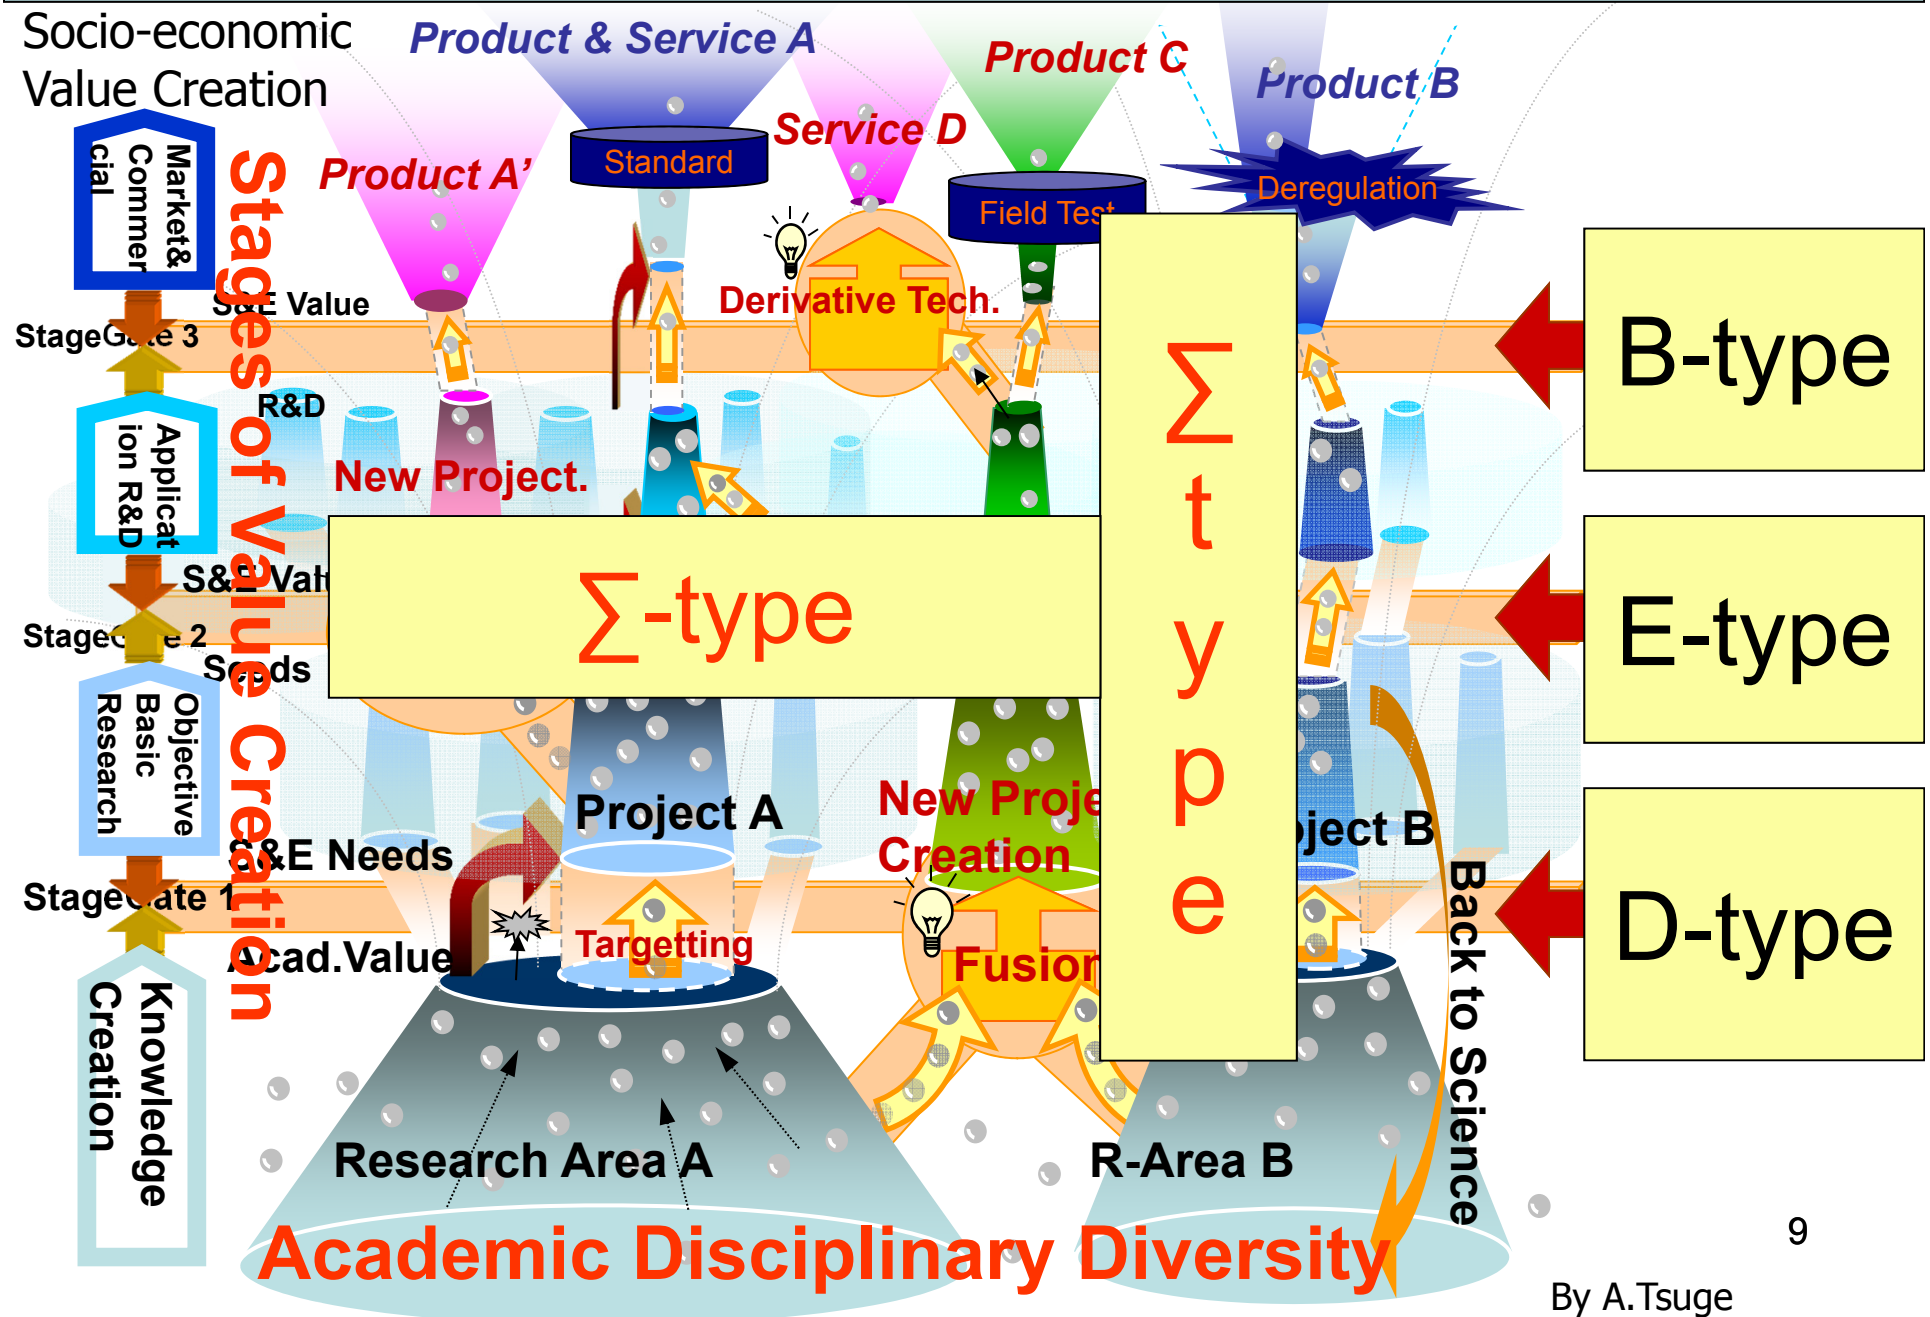 Socio-economic
Value Creation
Product & Service A
Product C
Product B
Service D
Product A'
Standard
Field Test
Deregulation
Market&
Commer
cial
Stages of Value Creation
S&E Value
StageGate 3
Derivative Tech.
R&D
Applicat
ion R&D
New Project.
B-type
∑
t
y
p
e
∑-type
E-type
S&E Valu
StageGate 2
Seeds
Objective
Basic
Research
Project A
New Proje
Creation
oject B
S&E Needs
StageGate 1
Acad.Value
Targetting
Fusion
D-type
Back to Science
Knowledge
Creation
Research Area A
R-Area B
Academic Disciplinary Diversity
9
By A.Tsuge